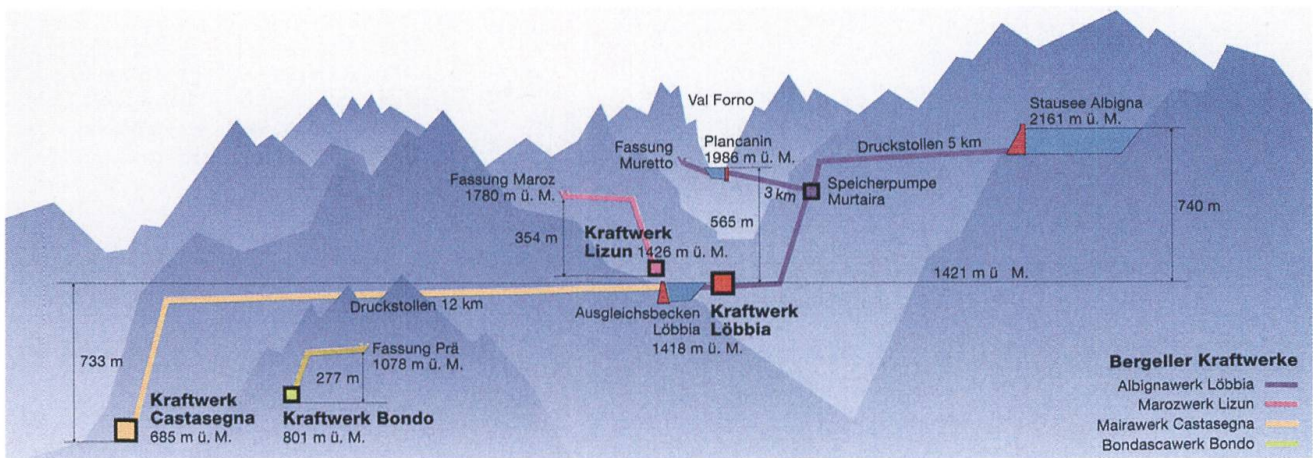 Val Forno
Stausee Albigna
2161 m ü. M.
Plancanin
1986 m ü. M.
Druckstollen 5 km
Fassung
Muretto
Fassung Maroz
1780 m ü. M.
3 km
Speicherpumpe
Murtaira
740 m
565 m
354 m
Kraftwerk
Lizun 1426 m ü. M.
1421 m ü M.
Druckstollen 12 km
Ausgleichsbecken
Löbbia
1418 m ü. M.
Kraftwerk
Löbbia
733 m
Fassung Prä
1078 m ü. M.
277 m
Kraftwerk
Castasegna
685 m ü. M.
Kraftwerk Bondo
801 m ü. M.
Bergeller Kraftwerke
Albignawerk Löbbia
Marozwerk Lizun
Mairawerk Castasegna
Bondascawerk Bondo